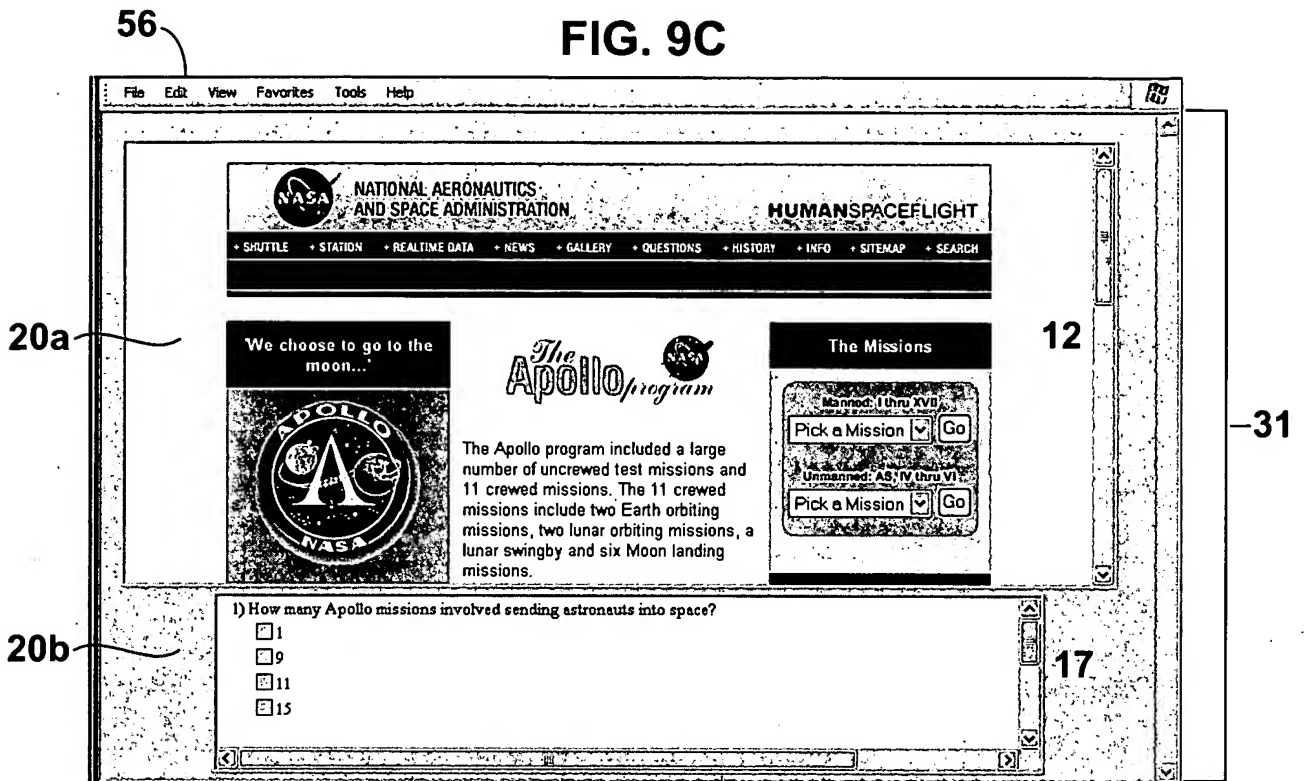 56
FIG. 9C
File Edit View Favorites Tools Help
NASA
NATIONAL AERONAUTICS
AND SPACE ADMINISTRATION
HUMANSPACEFLIGHT
+ SHUTTLE + STATION + REALTIME DATA + NEWS + GALLERY + QUESTIONS + HISTORY + INFO + SITEMAP + SEARCH
20a
'We choose to go to the
moon...'
The
Apollo program
NASA
The Missions
12
Manned: I thru XVII
Pick a Mission Go
Unmanned: AS, IV thru VI
Pick a Mission Go
31
APOLLO
A
NASA
The Apollo program included a large
number of uncrewed test missions and
11 crewed missions. The 11 crewed
missions include two Earth orbiting
missions, two lunar orbiting missions, a
lunar swingby and six Moon landing
missions.
20b
1) How many Apollo missions involved sending astronauts into space?
1
9
11
15
17